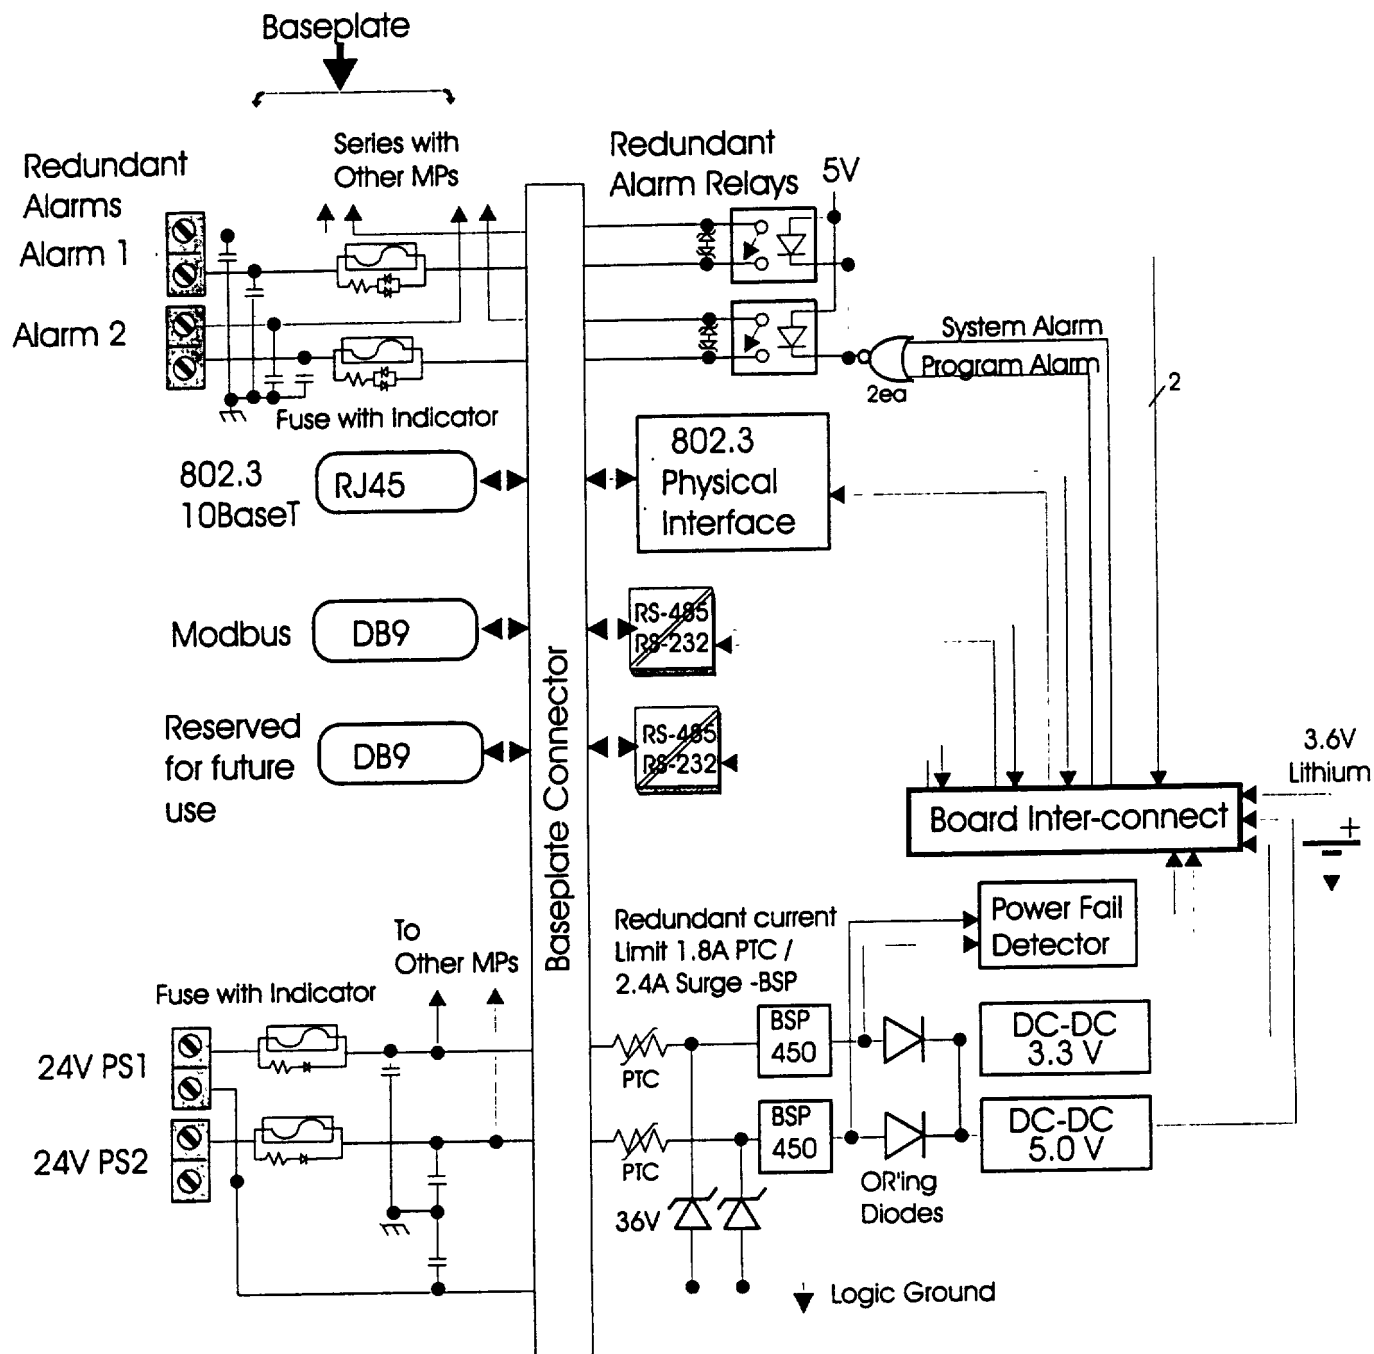 Baseplate
Redundant
Alarms
Alarm 1
Alarm 2
Series with
Other MPs
Redundant
Alarm Relays
5V
System Alarm
Program Alarm
2ea
2
Fuse with Indicator
802.3
10BaseT
RJ45
802.3
Physical
Interface
Modbus
DB9
RS-485
RS-232
Reserved
for future
use
DB9
RS-485
RS-232
Baseplate Connector
3.6V
Lithium
Board Inter-connect
+
Power Fail
Detector
Redundant current
Limit 1.8A PTC /
2.4A Surge -BSP
To
Other MPs
Fuse with Indicator
24V PS1
24V PS2
PTC
BSP
450
DC-DC
3.3 V
PTC
BSP
450
DC-DC
5.0 V
36V
OR'ing
Diodes
Logic Ground